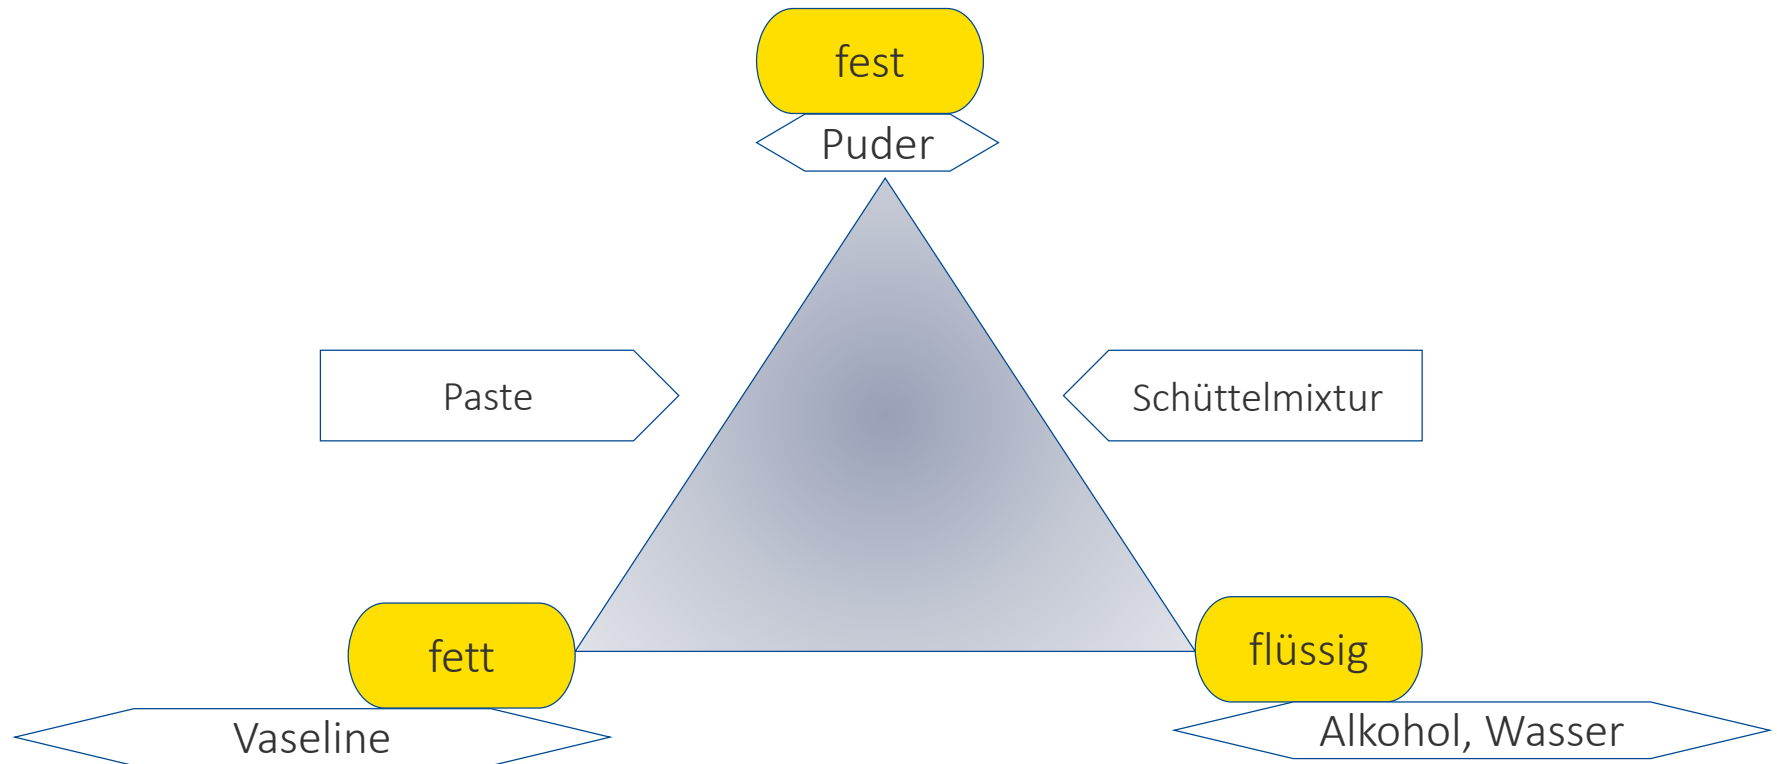 fest
Puder
Paste
Schüttelmixtur
fett
flüssig
Vaseline
Alkohol, Wasser